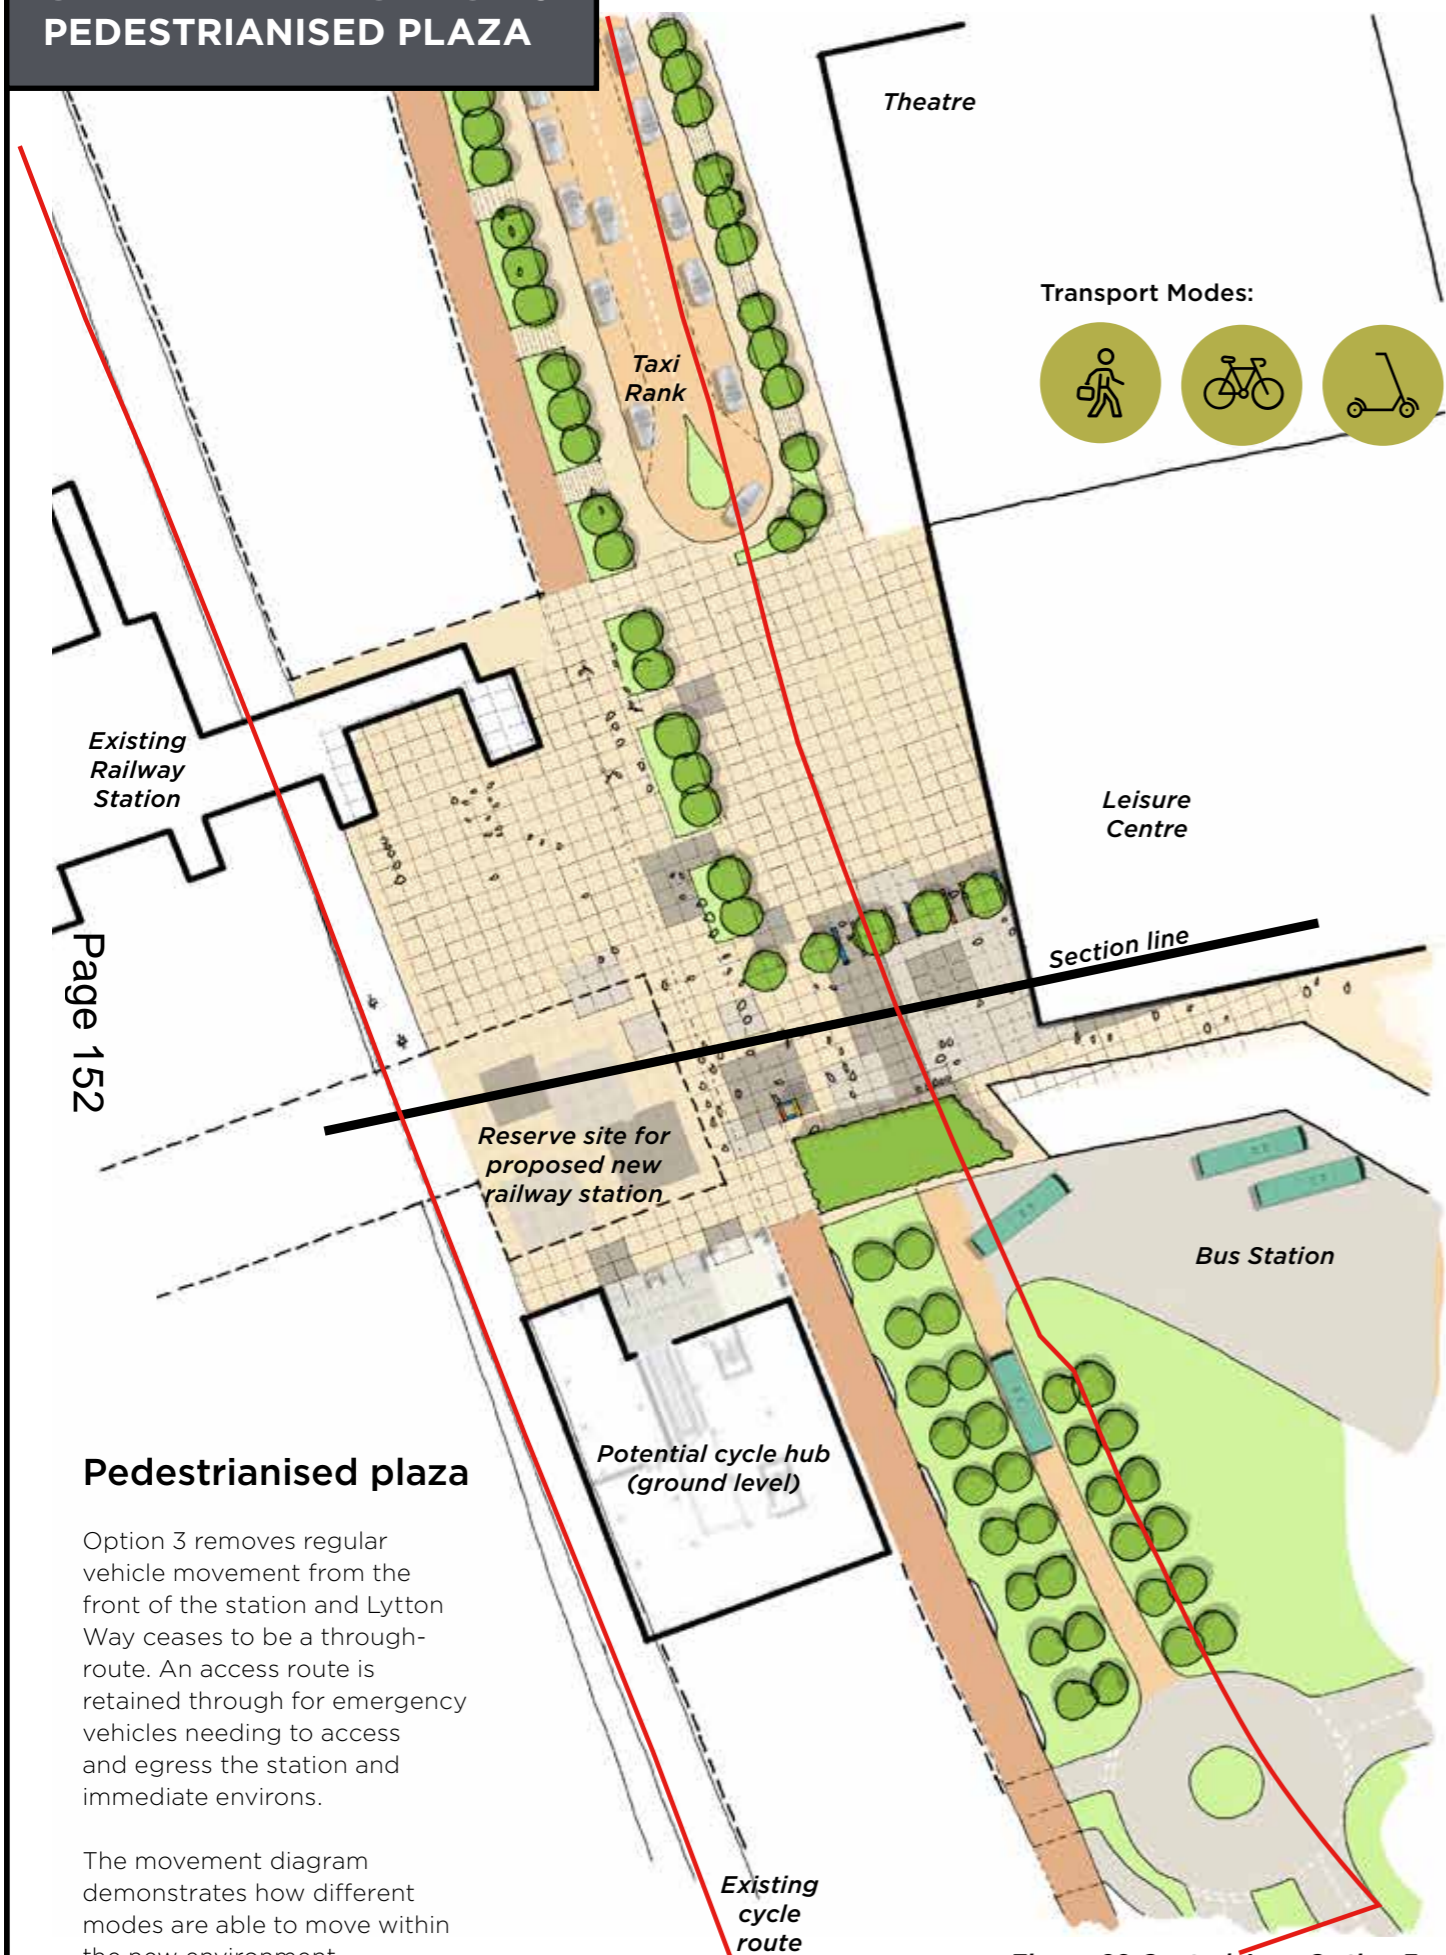 PEDESTRIANISED PLAZA
Theatre
Transport Modes:
Taxi
Rank
Existing
Railway
Station
Leisure
Centre
Section line
Page 152
Reserve site for
proposed new
railway station
Bus Station
Potential cycle hub
(ground level)
Pedestrianised plaza
Option 3 removes regular
vehicle movement from the
front of the station and Lytton
Way ceases to be a through-
route. An access route is
retained through for emergency
vehicles needing to access
and egress the station and
immediate environs.
The movement diagram
demonstrates how different
modes are able to move within
the new environment
Existing
cycle
route